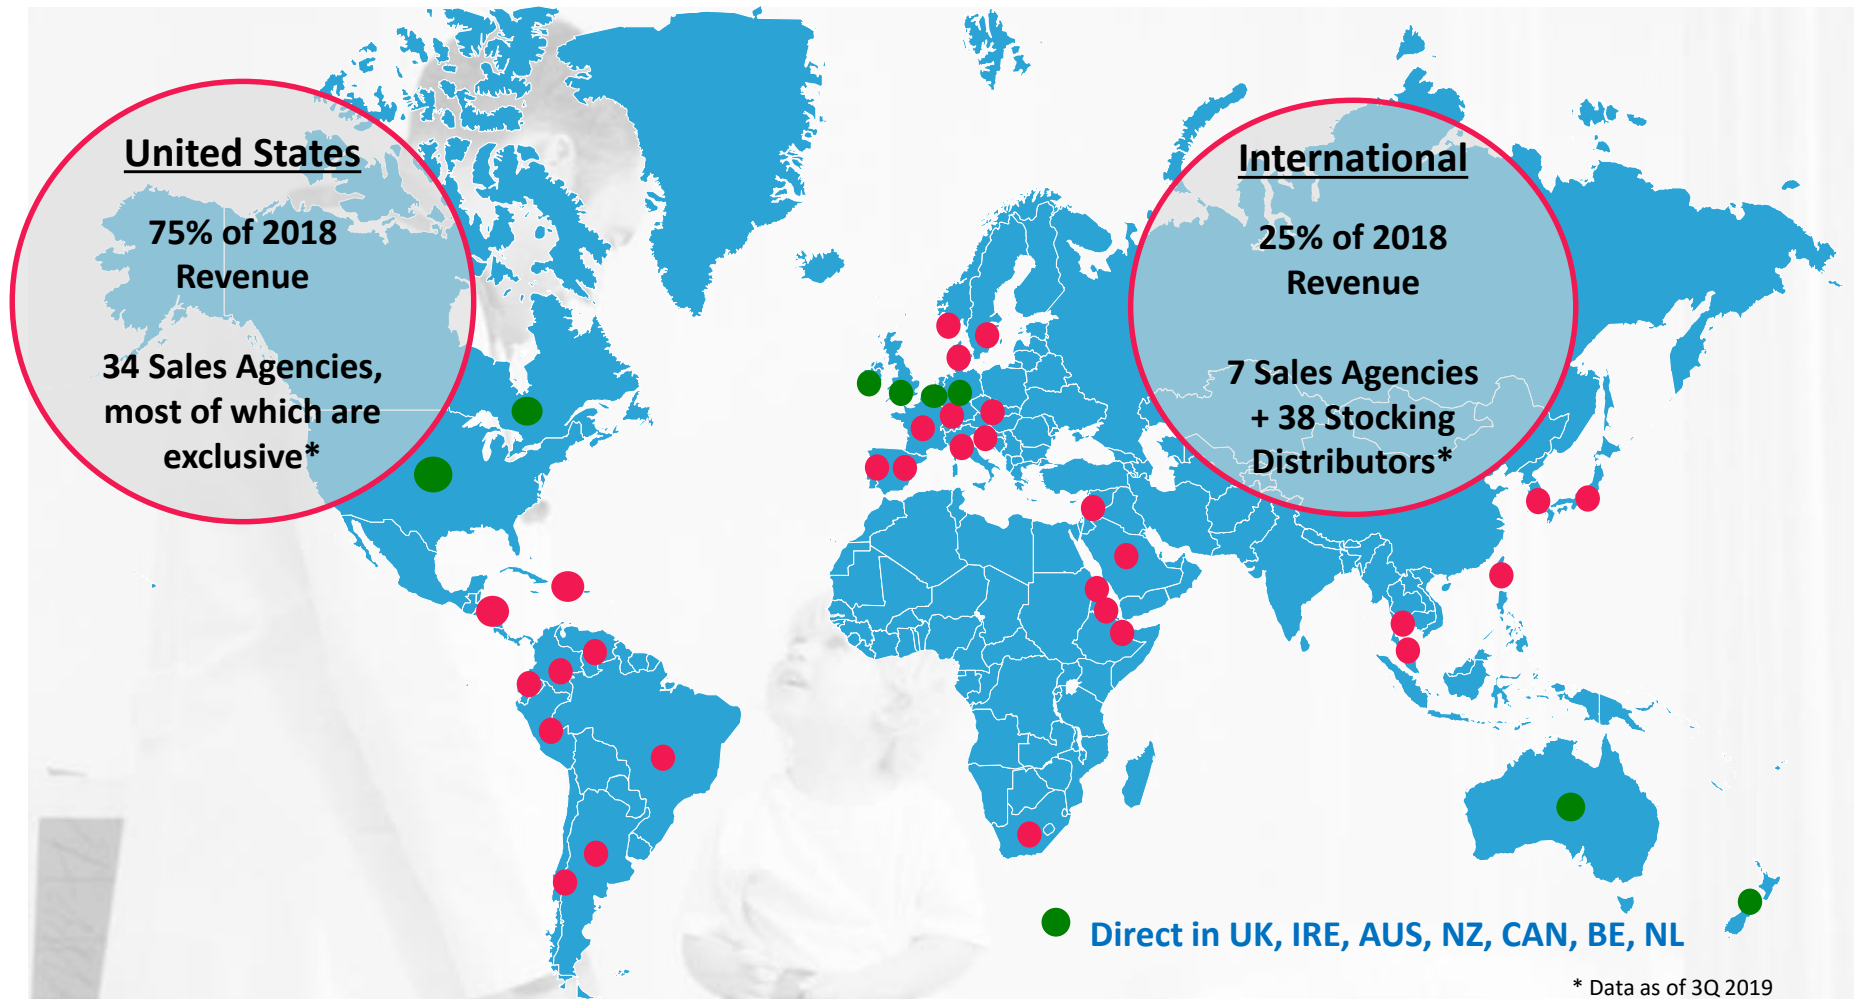 United States
75% of 2018
Revenue
34 Sales Agencies,
most of which are
exclusive*
International
25% of 2018
Revenue
7 Sales Agencies
+ 38 Stocking
Distributors*
Direct in UK, IRE, AUS, NZ, CAN, BE, NL
* Data as of 3Q 2019